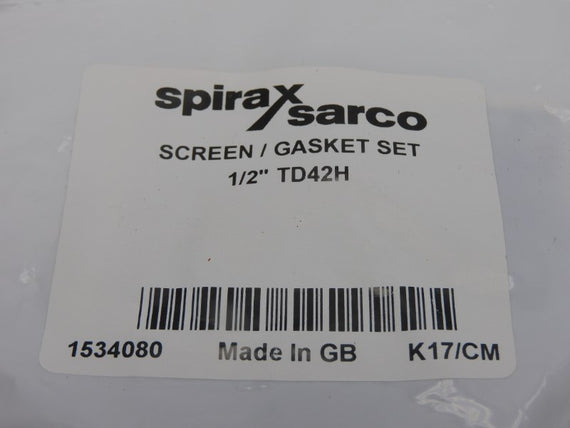 spirax sarco
SCREEN / GASKET SET
1/2" TD42H
1534080 Made In GB K17/CM